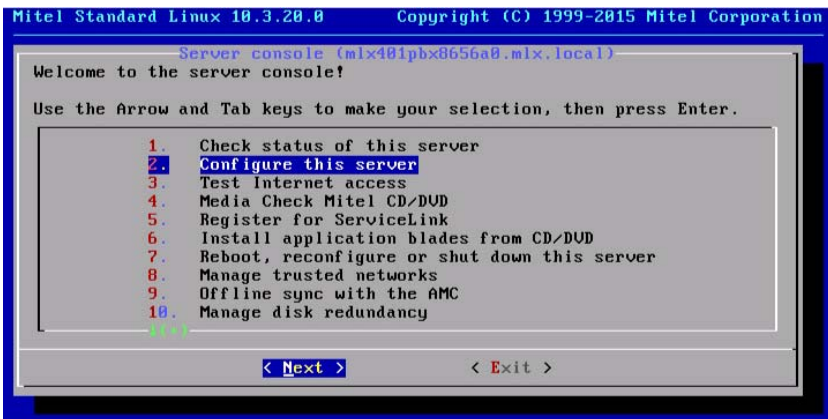 Mitel Standard Linux 10.3.20.0 Copyright (C) 1999-2015 Mitel Corporation
Server console (mlx401pbx8656a0.mlx.local)
Welcome to the server console!
Use the Arrow and Tab keys to make your selection, then press Enter.
1. Check status of this server
2. Configure this server
3. Test Internet access
4. Media Check Mitel CD/DVD
5. Register for ServiceLink
6. Install application blades from CD/DVD
7. Reboot, reconfigure or shut down this server
8. Manage trusted networks
9. Offline sync with the AMC
10. Manage disk redundancy
↓(+)
< Next > < Exit >